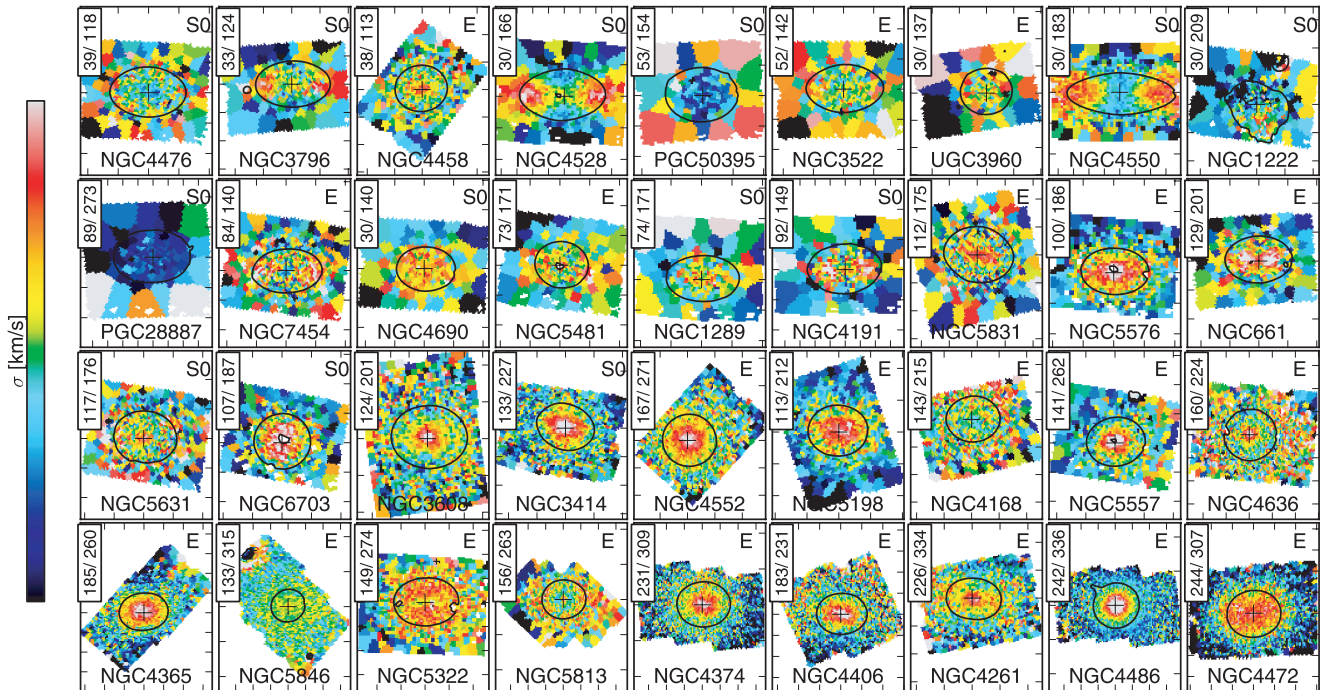 σ [km/s]
39/ 118 S0 NGC4476
33/ 124 S0 NGC3796
38/ 113 E NGC4458
30/ 166 S0 NGC4528
53/ 154 S0 PGC50395
52/ 142 E NGC3522
30/ 137 E UGC3960
30/ 183 S0 NGC4550
30/ 209 S0 NGC1222
89/ 273 S0 PGC28887
84/ 140 E NGC7454
30/ 140 S0 NGC4690
73/ 171 E NGC5481
74/ 171 S0 NGC1289
92/ 149 S0 NGC4191
112/ 175 E NGC5831
100/ 186 E NGC5576
129/ 201 E NGC661
117/ 176 S0 NGC5631
107/ 187 S0 NGC6703
124/ 201 E NGC3608
133/ 227 S0 NGC3414
167/ 271 E NGC4552
113/ 212 E NGC5198
143/ 215 E NGC4168
141/ 262 E NGC5557
160/ 224 E NGC4636
185/ 260 E NGC4365
133/ 315 E NGC5846
149/ 274 E NGC5322
156/ 263 E NGC5813
231/ 309 E NGC4374
183/ 231 E NGC4406
226/ 334 E NGC4261
242/ 336 E NGC4486
244/ 307 E NGC4472